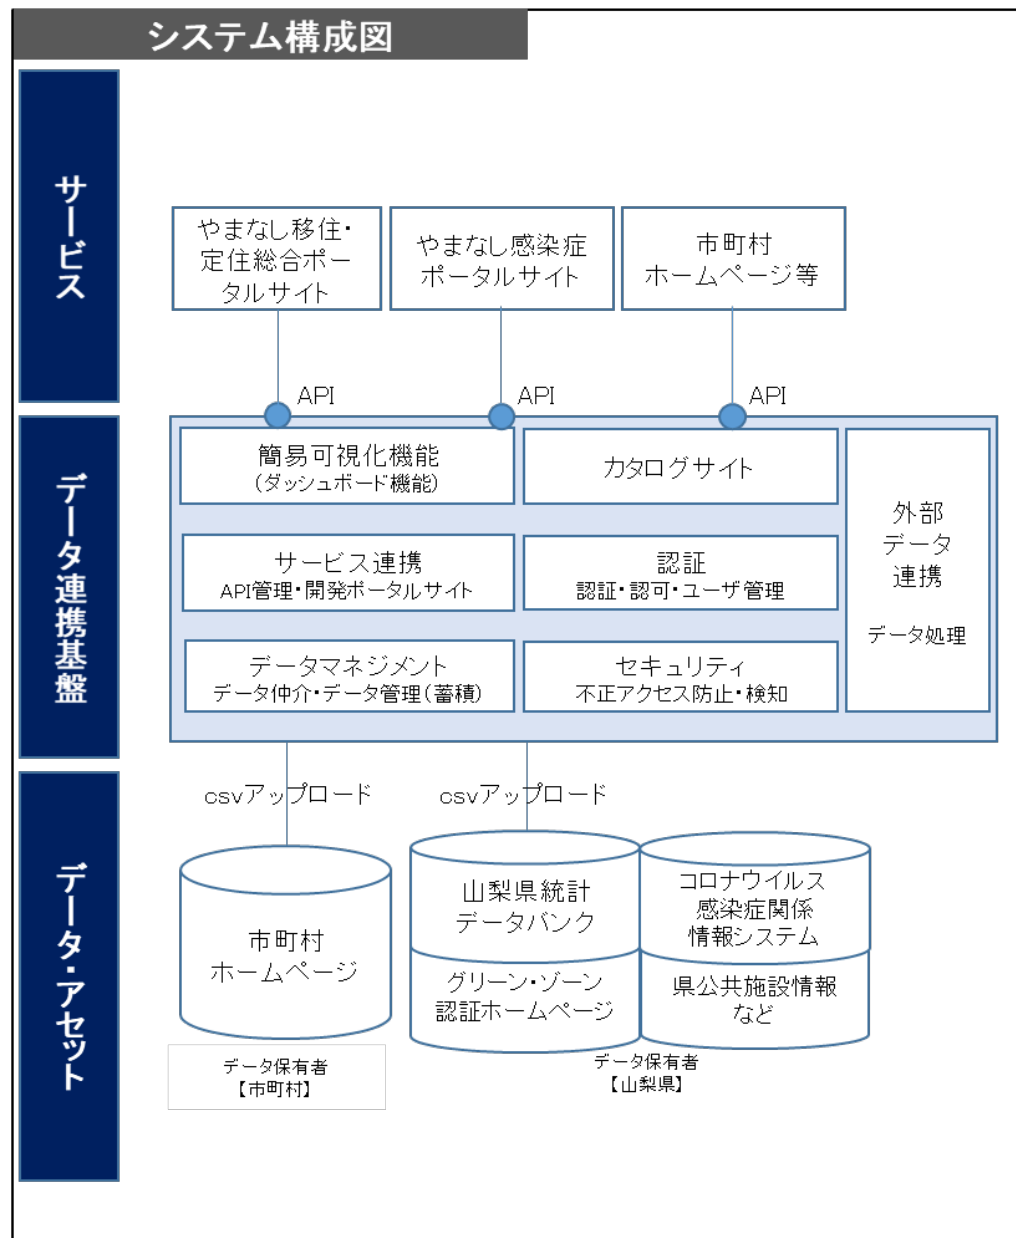 システム構成図
サービス
やまなし移住・
定住総合ポー
タルサイト
やまなし感染症
ポータルサイト
市町村
ホームページ等
API
API
API
データ連携基盤
簡易可視化機能
(ダッシュボード機能)
カタログサイト
外部
データ
連携
データ処理
サービス連携
API管理・開発ポータルサイト
認証
認証・認可・ユーザ管理
データマネジメント
データ仲介・データ管理(蓄積)
セキュリティ
不正アクセス防止・検知
データ・アセット
csvアップロード
csvアップロード
市町村
ホームページ
山梨県統計
データバンク
コロナウイルス
感染症関係
情報システム
グリーン・ゾーン
認証ホームページ
県公共施設情報
など
データ保有者
【市町村】
データ保有者
【山梨県】